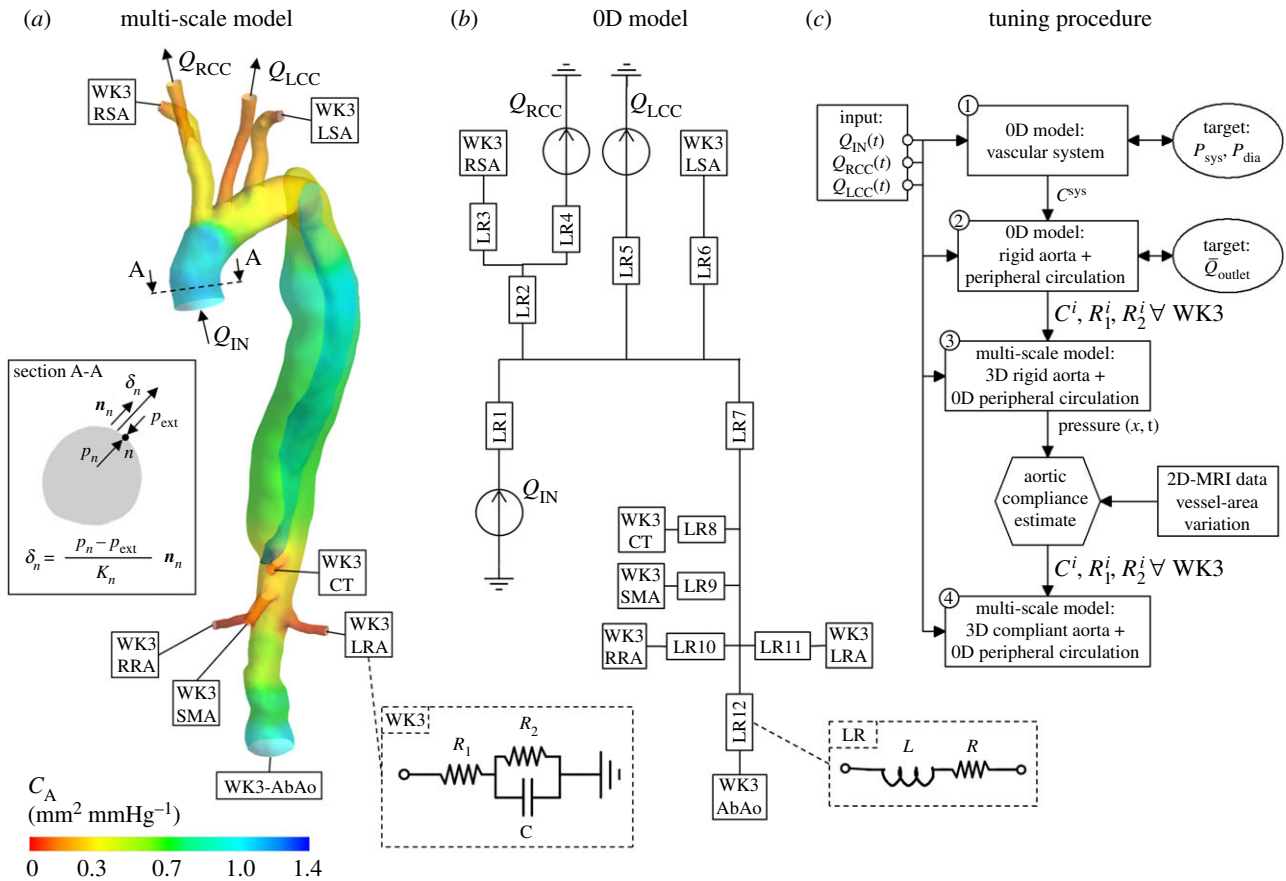 (a) multi-scale model
Q_RCC
Q_LCC
WK3
RSA
WK3
LSA
A
A
Q_IN
section A-A
δ_n
n_n
p_ext
p_n
n
δ_n = (p_n – p_ext) / K_n n_n
WK3
CT
WK3
RRA
WK3
LRA
WK3
SMA
WK3-AbAo
C_A
(mm² mmHg⁻¹)
0 0.3 0.7 1.0 1.4
(b) 0D model
Q_RCC
Q_LCC
WK3
RSA
WK3
LSA
LR3
LR4
LR5
LR6
LR2
LR1
LR7
Q_IN
WK3
CT
LR8
WK3
SMA
LR9
WK3
RRA
LR10
LR11
WK3
LRA
LR12
WK3
AbAo
WK3
R_1
R_2
C
LR
L
R
(c) tuning procedure
input:
Q_IN(t)
Q_RCC(t)
Q_LCC(t)
1
0D model:
vascular system
target:
P_sys, P_dia
C^sys
2
0D model:
rigid aorta +
peripheral circulation
target:
Q̄_outlet
C^i, R_1^i, R_2^i ∀ WK3
3
multi-scale model:
3D rigid aorta +
0D peripheral circulation
pressure (x, t)
aortic
compliance
estimate
2D-MRI data
vessel-area
variation
C^i, R_1^i, R_2^i ∀ WK3
4
multi-scale model:
3D compliant aorta +
0D peripheral circulation